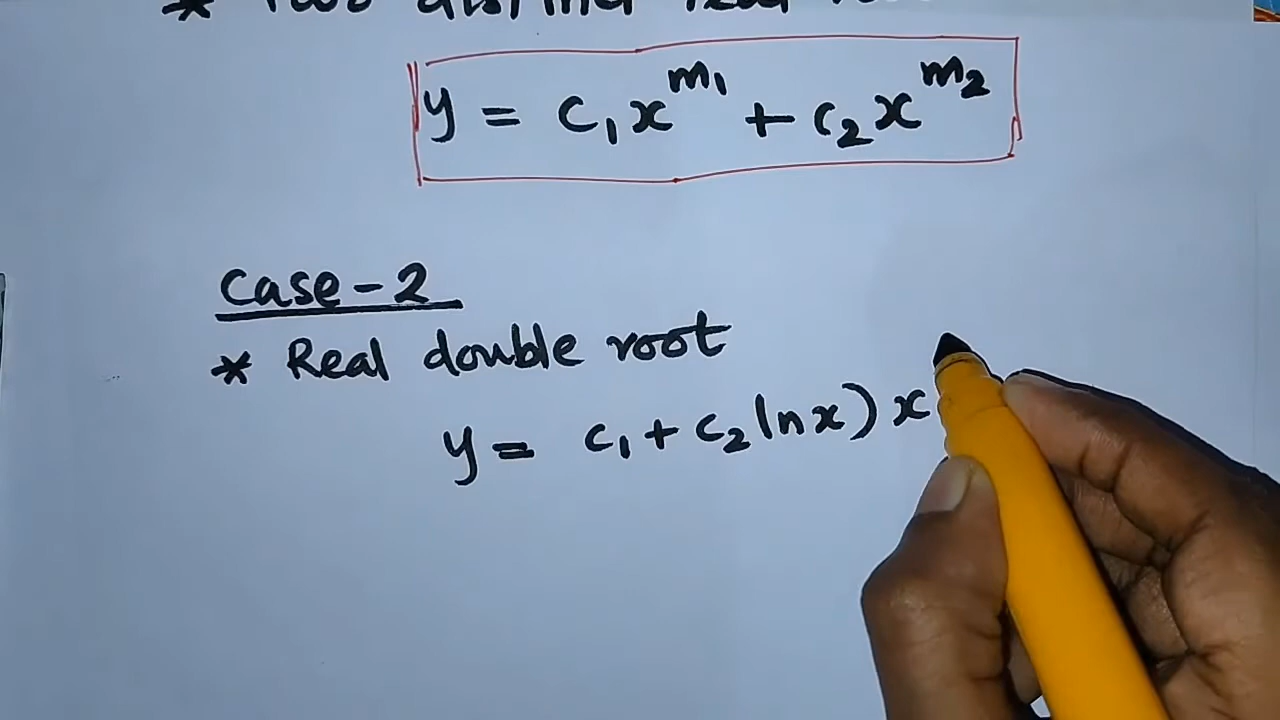 y = c₁x^m₁ + c₂x^m₂
Case-2
* Real double root
y = c₁ + c₂ ln x) x